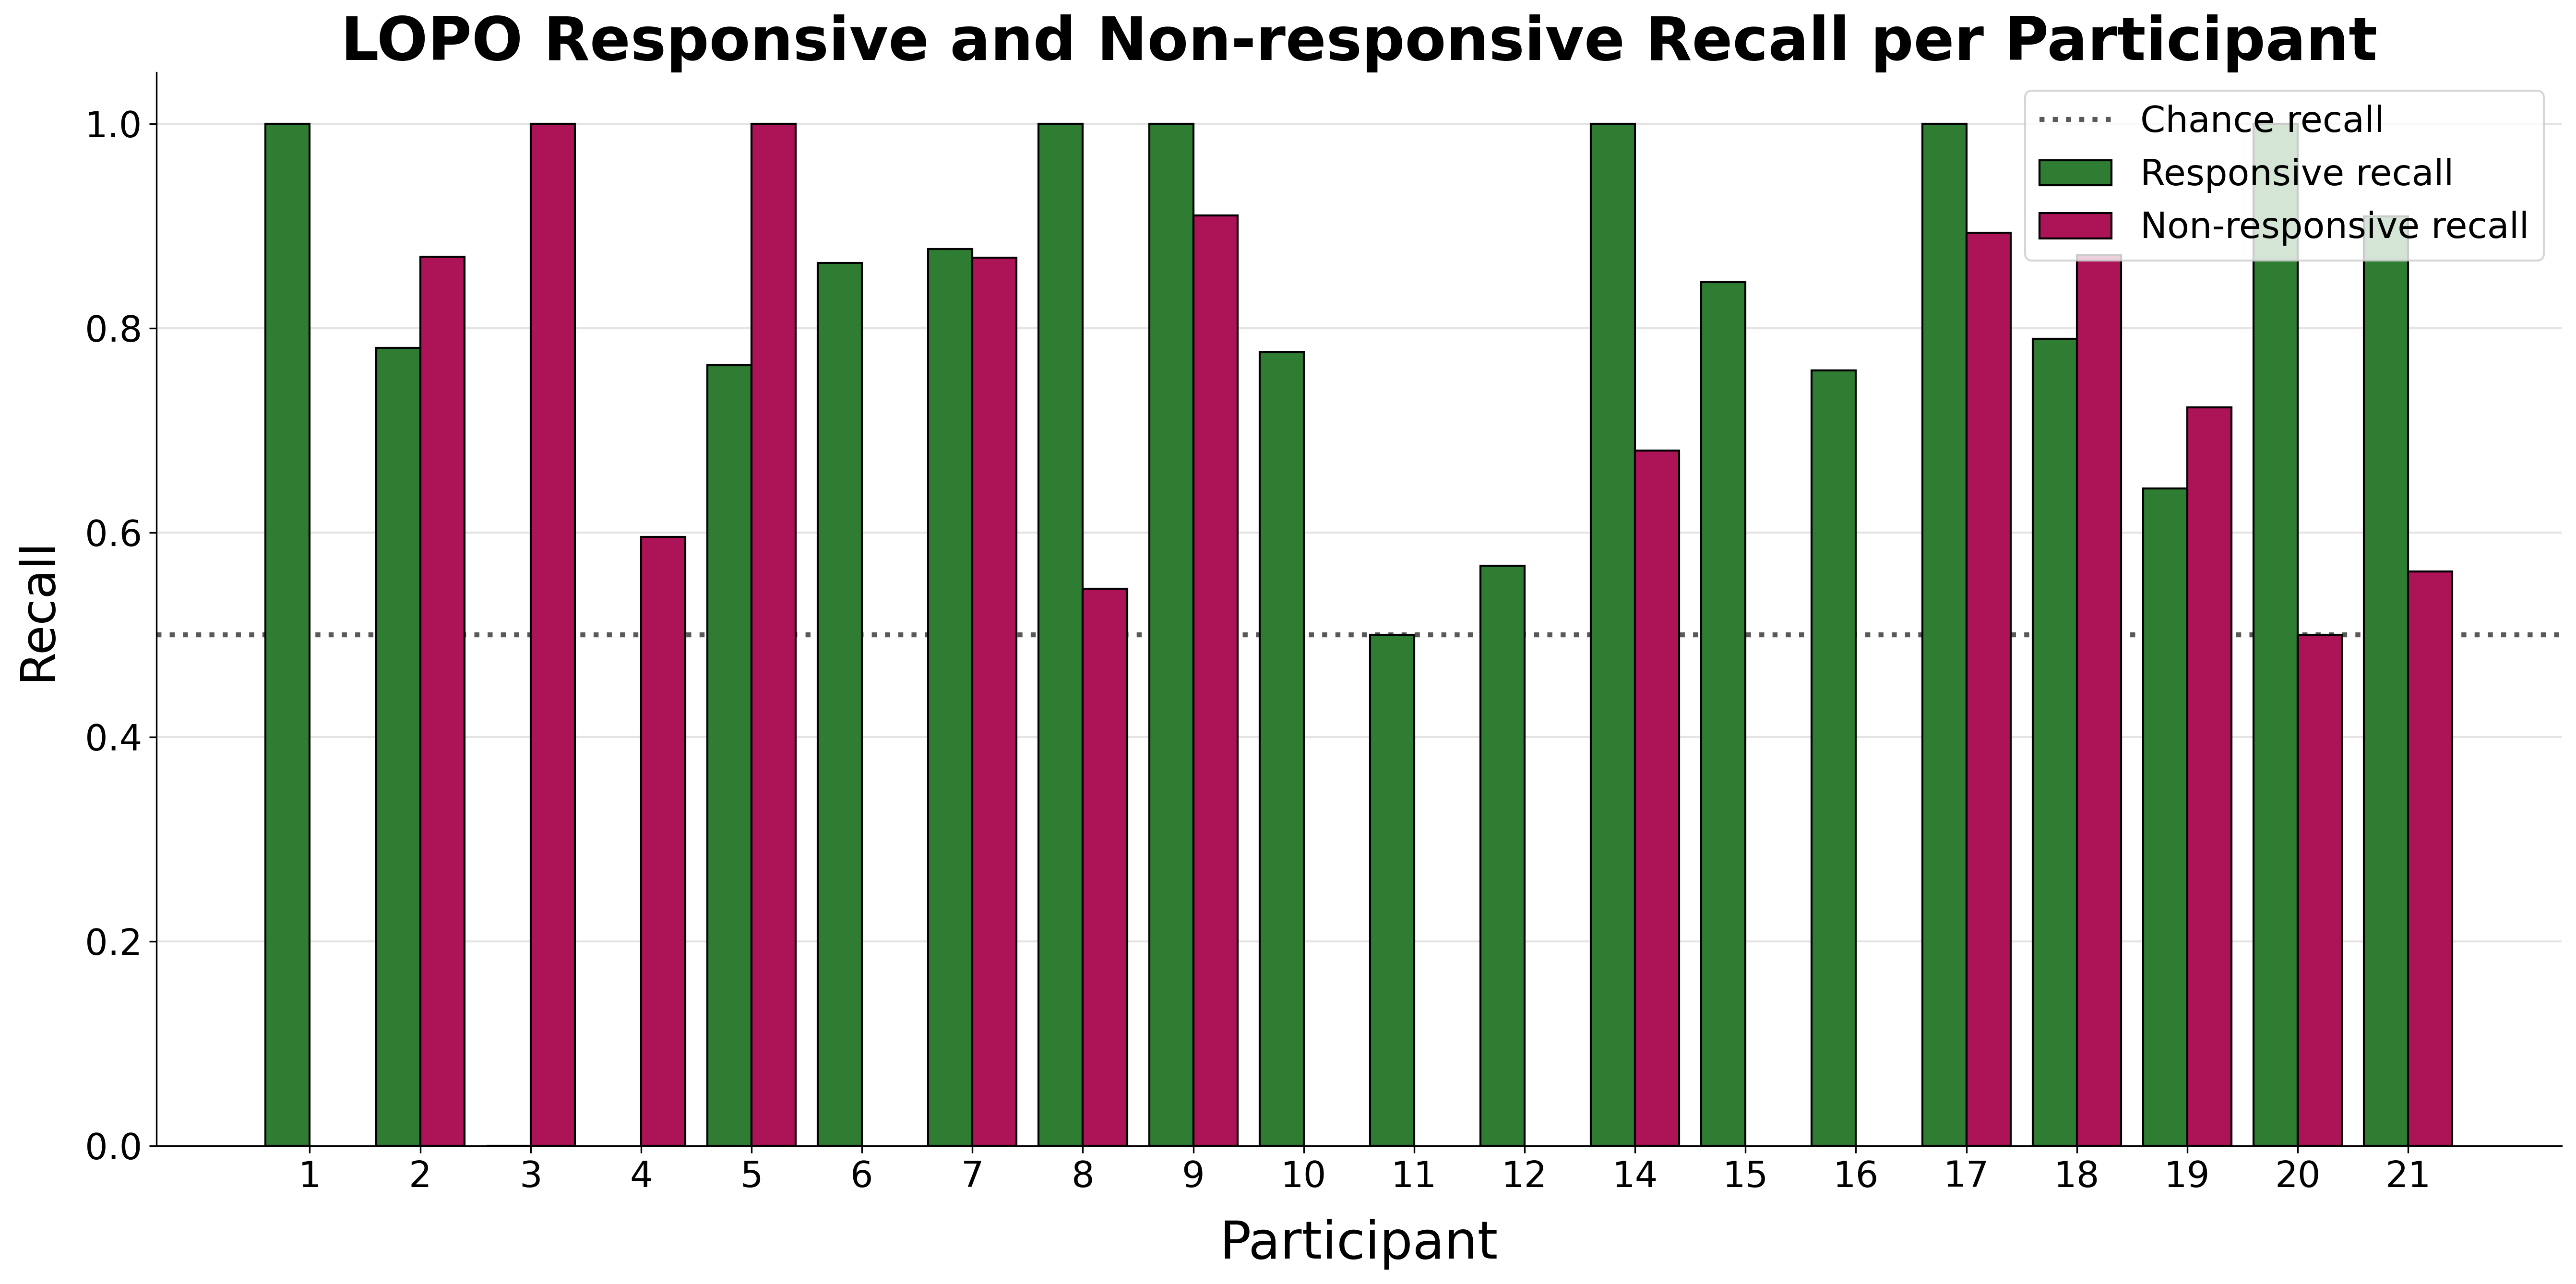 LOPO Responsive and Non-responsive Recall per Participant
Chance recall
Responsive recall
Non-responsive recall
1.0
0.8
0.6
0.4
0.2
0.0
Recall
1 2 3 4 5 6 7 8 9 10 11 12 14 15 16 17 18 19 20 21
Participant